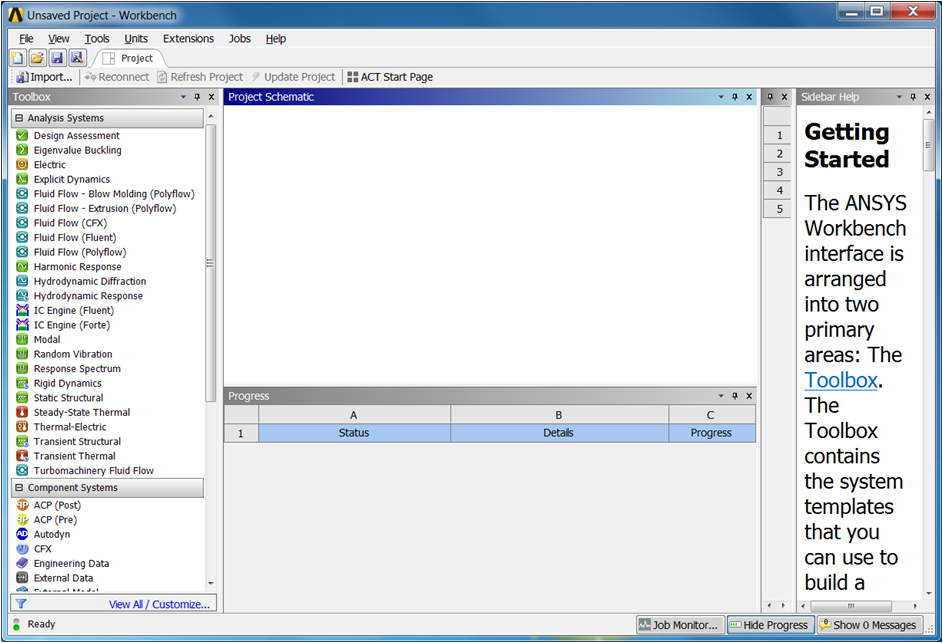 Unsaved Project - Workbench
File View Tools Units Extensions Jobs Help
Project
Import... Reconnect Refresh Project Update Project ACT Start Page
Toolbox
Analysis Systems
Design Assessment
Eigenvalue Buckling
Electric
Explicit Dynamics
Fluid Flow - Blow Molding (Polyflow)
Fluid Flow - Extrusion (Polyflow)
Fluid Flow (CFX)
Fluid Flow (Fluent)
Fluid Flow (Polyflow)
Harmonic Response
Hydrodynamic Diffraction
Hydrodynamic Response
IC Engine (Fluent)
IC Engine (Forte)
Modal
Random Vibration
Response Spectrum
Rigid Dynamics
Static Structural
Steady-State Thermal
Thermal-Electric
Transient Structural
Transient Thermal
Turbomachinery Fluid Flow
Component Systems
ACP (Post)
ACP (Pre)
Autodyn
CFX
Engineering Data
External Data
View All / Customize...
Project Schematic
Progress
A B C
1 Status Details Progress
1
2
3
4
5
Sidebar Help
Getting
Started
The ANSYS
Workbench
interface is
arranged
into two
primary
areas: The
Toolbox.
The
Toolbox
contains
the system
templates
that you
can use to
build a
Ready
Job Monitor... Hide Progress Show 0 Messages